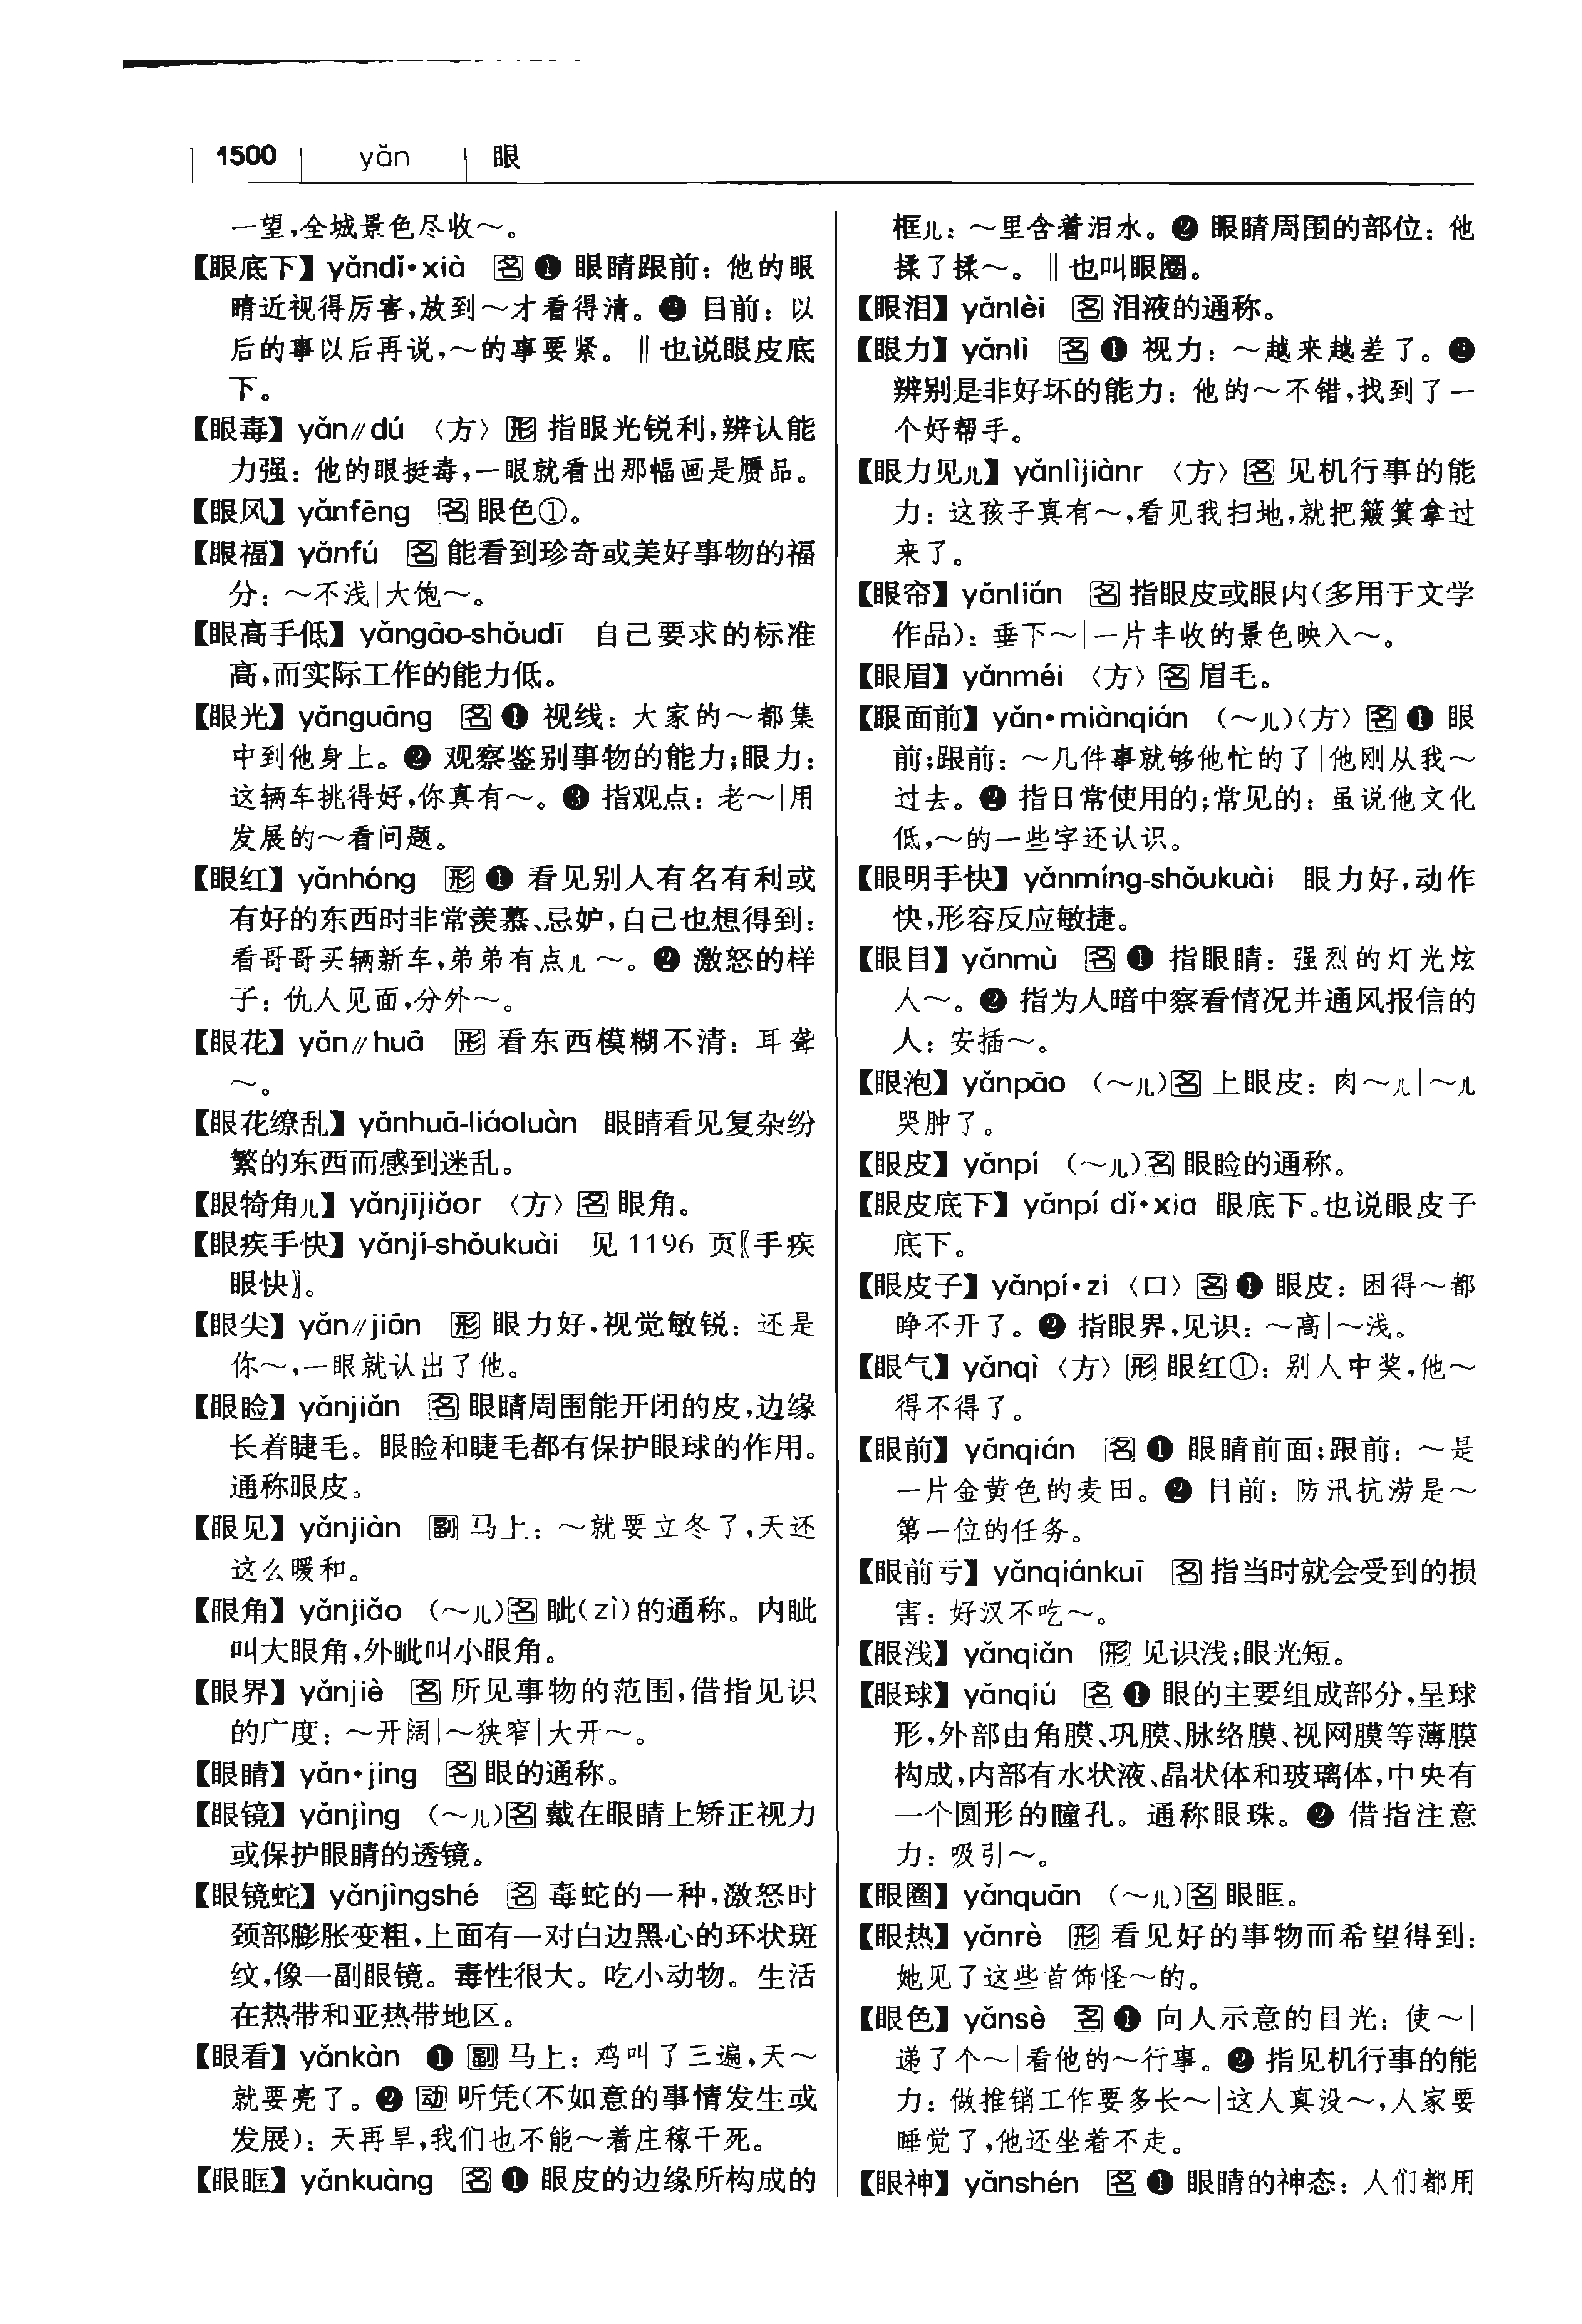 1500 yǎn 眼
一望,全城景色尽收～。
【眼底下】yǎndǐ•xià 名 ❶ 眼睛跟前：他的眼
睛近视得厉害,放到～才看得清。❷ 目前：以
后的事以后再说,～的事要紧。‖也说眼皮底
下。
【眼毒】yǎn∥dú 〈方〉形 指眼光锐利,辨认能
力强：他的眼挺毒,一眼就看出那幅画是赝品。
【眼风】yǎnfēng 名 眼色①。
【眼福】yǎnfú 名 能看到珍奇或美好事物的福
分：～不浅|大饱～。
【眼高手低】yǎngāo-shǒudī 自己要求的标准
高,而实际工作的能力低。
【眼光】yǎnguāng 名 ❶ 视线：大家的～都集
中到他身上。❷ 观察鉴别事物的能力;眼力：
这辆车挑得好,你真有～。❸ 指观点：老～|用
发展的～看问题。
【眼红】yǎnhóng 形 ❶ 看见别人有名有利或
有好的东西时非常羡慕、忌妒,自己也想得到：
看哥哥买辆新车,弟弟有点儿～。❷ 激怒的样
子：仇人见面,分外～。
【眼花】yǎn∥huā 形 看东西模糊不清：耳聋
～。
【眼花缭乱】yǎnhuā-liáoluàn 眼睛看见复杂纷
繁的东西而感到迷乱。
【眼犄角儿】yǎnjījiǎor 〈方〉名 眼角。
【眼疾手快】yǎnjí-shǒukuài 见 1196 页〖手疾
眼快〗。
【眼尖】yǎn∥jiān 形 眼力好,视觉敏锐：还是
你～,一眼就认出了他。
【眼睑】yǎnjiǎn 名 眼睛周围能开闭的皮,边缘
长着睫毛。眼睑和睫毛都有保护眼球的作用。
通称眼皮。
【眼见】yǎnjiàn 副 马上：～就要立冬了,天还
这么暖和。
【眼角】yǎnjiǎo （～儿）名 眦(zì)的通称。内眦
叫大眼角,外眦叫小眼角。
【眼界】yǎnjiè 名 所见事物的范围,借指见识
的广度：～开阔|～狭窄|大开～。
【眼睛】yǎn•jing 名 眼的通称。
【眼镜】yǎnjìng （～儿）名 戴在眼睛上矫正视力
或保护眼睛的透镜。
【眼镜蛇】yǎnjìngshé 名 毒蛇的一种,激怒时
颈部膨胀变粗,上面有一对白边黑心的环状斑
纹,像一副眼镜。毒性很大。吃小动物。生活
在热带和亚热带地区。
【眼看】yǎnkàn ❶ 副 马上：鸡叫了三遍,天～
就要亮了。❷ 动 听凭(不如意的事情发生或
发展)：天再旱,我们也不能～着庄稼干死。
【眼眶】yǎnkuàng 名 ❶ 眼皮的边缘所构成的
框儿：～里含着泪水。❷ 眼睛周围的部位：他
揉了揉～。‖也叫眼圈。
【眼泪】yǎnlèi 名 泪液的通称。
【眼力】yǎnlì 名 ❶ 视力：～越来越差了。❷
辨别是非好坏的能力：他的～不错,找到了一
个好帮手。
【眼力见儿】yǎnlìjiànr 〈方〉名 见机行事的能
力：这孩子真有～,看见我扫地,就把簸箕拿过
来了。
【眼帘】yǎnlián 名 指眼皮或眼内(多用于文学
作品)：垂下～|一片丰收的景色映入～。
【眼眉】yǎnméi 〈方〉名 眉毛。
【眼面前】yǎn•miànqián （～儿）〈方〉名 ❶ 眼
前;跟前：～几件事就够他忙的了|他刚从我～
过去。❷ 指日常使用的;常见的：虽说他文化
低,～的一些字还认识。
【眼明手快】yǎnmíng-shǒukuài 眼力好,动作
快,形容反应敏捷。
【眼目】yǎnmù 名 ❶ 指眼睛：强烈的灯光炫
人～。❷ 指为人暗中察看情况并通风报信的
人：安插～。
【眼泡】yǎnpāo （～儿）名 上眼皮：肉～儿|～儿
哭肿了。
【眼皮】yǎnpí （～儿）名 眼睑的通称。
【眼皮底下】yǎnpí dǐ•xia 眼底下。也说眼皮子
底下。
【眼皮子】yǎnpí•zi 〈口〉名 ❶ 眼皮：困得～都
睁不开了。❷ 指眼界,见识：～高|～浅。
【眼气】yǎnqì 〈方〉形 眼红①：别人中奖,他～
得不得了。
【眼前】yǎnqián 名 ❶ 眼睛前面;跟前：～是
一片金黄色的麦田。❷ 目前：防汛抗涝是～
第一位的任务。
【眼前亏】yǎnqiánkuī 名 指当时就会受到的损
害：好汉不吃～。
【眼浅】yǎnqiǎn 形 见识浅;眼光短。
【眼球】yǎnqiú 名 ❶ 眼的主要组成部分,呈球
形,外部由角膜、巩膜、脉络膜、视网膜等薄膜
构成,内部有水状液、晶状体和玻璃体,中央有
一个圆形的瞳孔。通称眼珠。❷ 借指注意
力：吸引～。
【眼圈】yǎnquān （～儿）名 眼眶。
【眼热】yǎnrè 形 看见好的事物而希望得到：
她见了这些首饰怪～的。
【眼色】yǎnsè 名 ❶ 向人示意的目光：使～|
递了个～|看他的～行事。❷ 指见机行事的能
力：做推销工作要多长～|这人真没～,人家要
睡觉了,他还坐着不走。
【眼神】yǎnshén 名 ❶ 眼睛的神态：人们都用